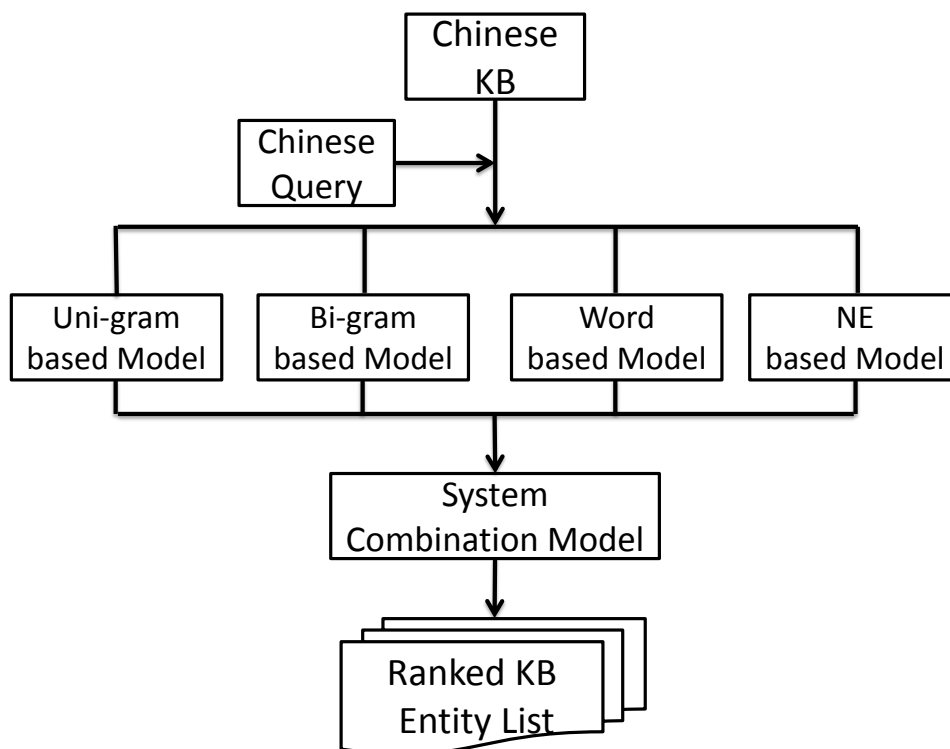 Chinese
KB
Chinese
Query
Uni-gram
based Model
Bi-gram
based Model
Word
based Model
NE
based Model
System
Combination Model
Ranked KB
Entity List